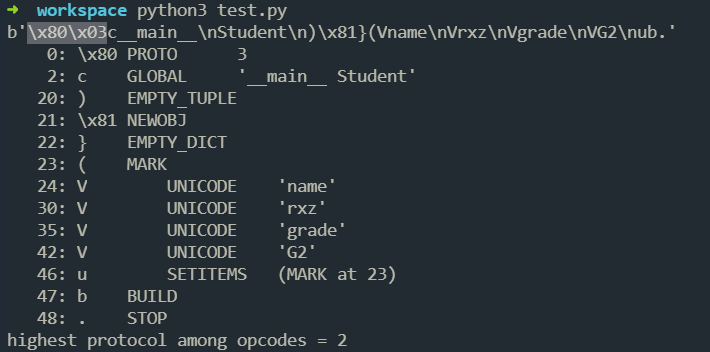 ➜  workspace python3 test.py
b'\x80\x03c__main__\nStudent\n)\x81}(Vname\nVrxz\nVgrade\nVG2\nub.'
    0: \x80 PROTO      3
    2: c    GLOBAL     '__main__ Student'
   20: )    EMPTY_TUPLE
   21: \x81 NEWOBJ
   22: }    EMPTY_DICT
   23: (    MARK
   24: V        UNICODE    'name'
   30: V        UNICODE    'rxz'
   35: V        UNICODE    'grade'
   42: V        UNICODE    'G2'
   46: u        SETITEMS   (MARK at 23)
   47: b    BUILD
   48: .    STOP
highest protocol among opcodes = 2